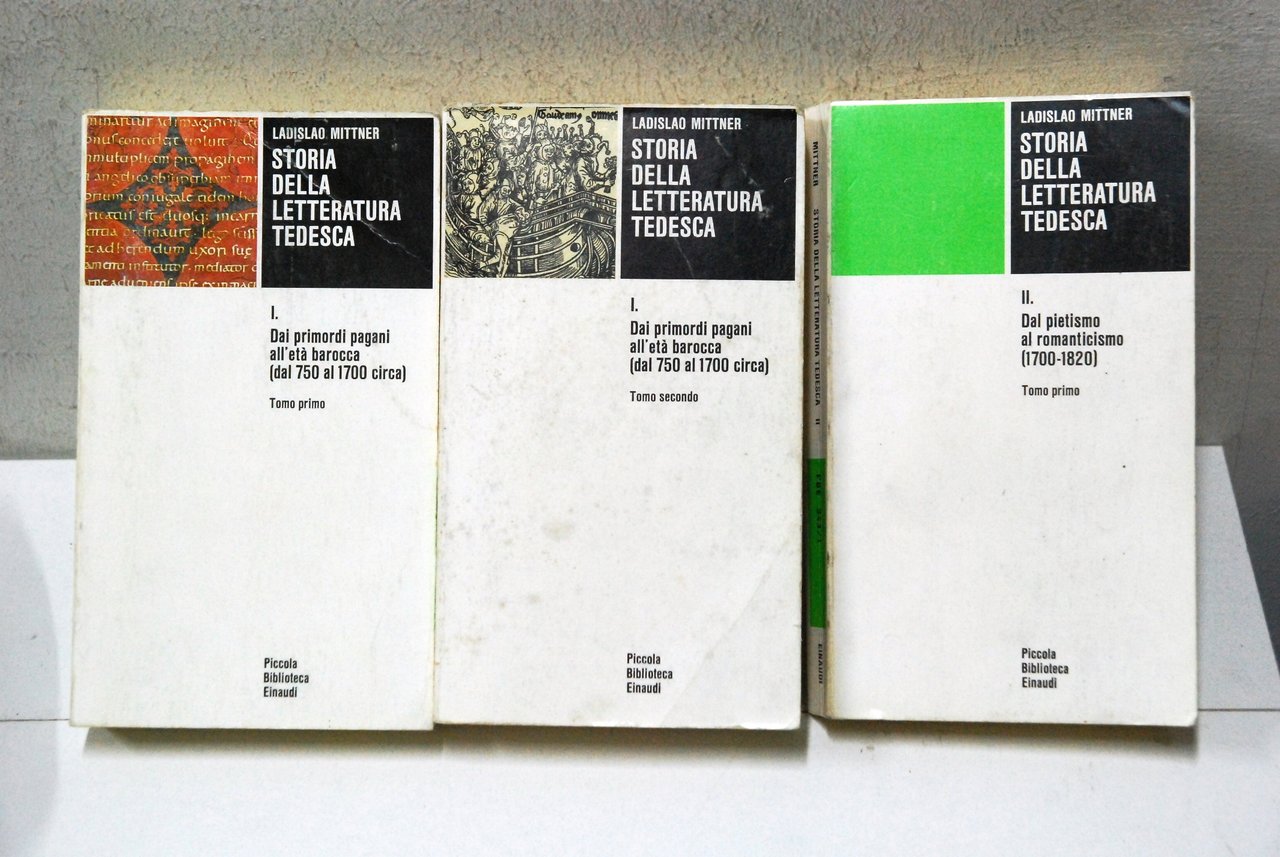 LADISLAO MITTNER
STORIA
DELLA
LETTERATURA
TEDESCA
I.
Dai primordi pagani
all'età barocca
(dal 750 al 1700 circa)
Tomo primo
Piccola
Biblioteca
Einaudi
LADISLAO MITTNER
STORIA
DELLA
LETTERATURA
TEDESCA
I.
Dai primordi pagani
all'età barocca
(dal 750 al 1700 circa)
Tomo secondo
Piccola
Biblioteca
Einaudi
MITTNER STORIA DELLA LETTERATURA TEDESCA II
EINAUDI
LADISLAO MITTNER
STORIA
DELLA
LETTERATURA
TEDESCA
II.
Dal pietismo
al romanticismo
(1700-1820)
Tomo primo
Piccola
Biblioteca
Einaudi